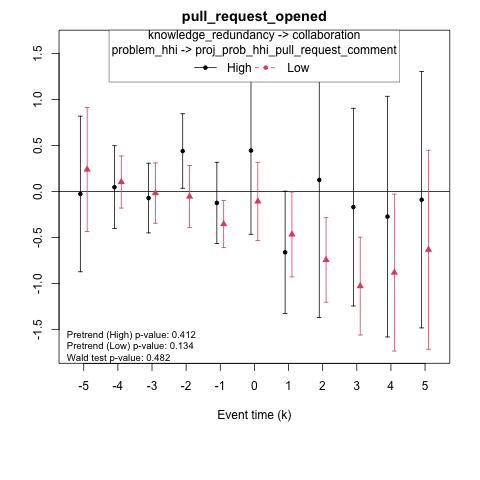 pull_request_opened
knowledge_redundancy -> collaboration
problem_hhi -> proj_prob_hhi_pull_request_comment
High Low
1.5
1.0
0.5
0.0
-0.5
-1.0
-1.5
Pretrend (High) p-value: 0.412
Pretrend (Low) p-value: 0.134
Wald test p-value: 0.482
-5 -4 -3 -2 -1 0 1 2 3 4 5
Event time (k)